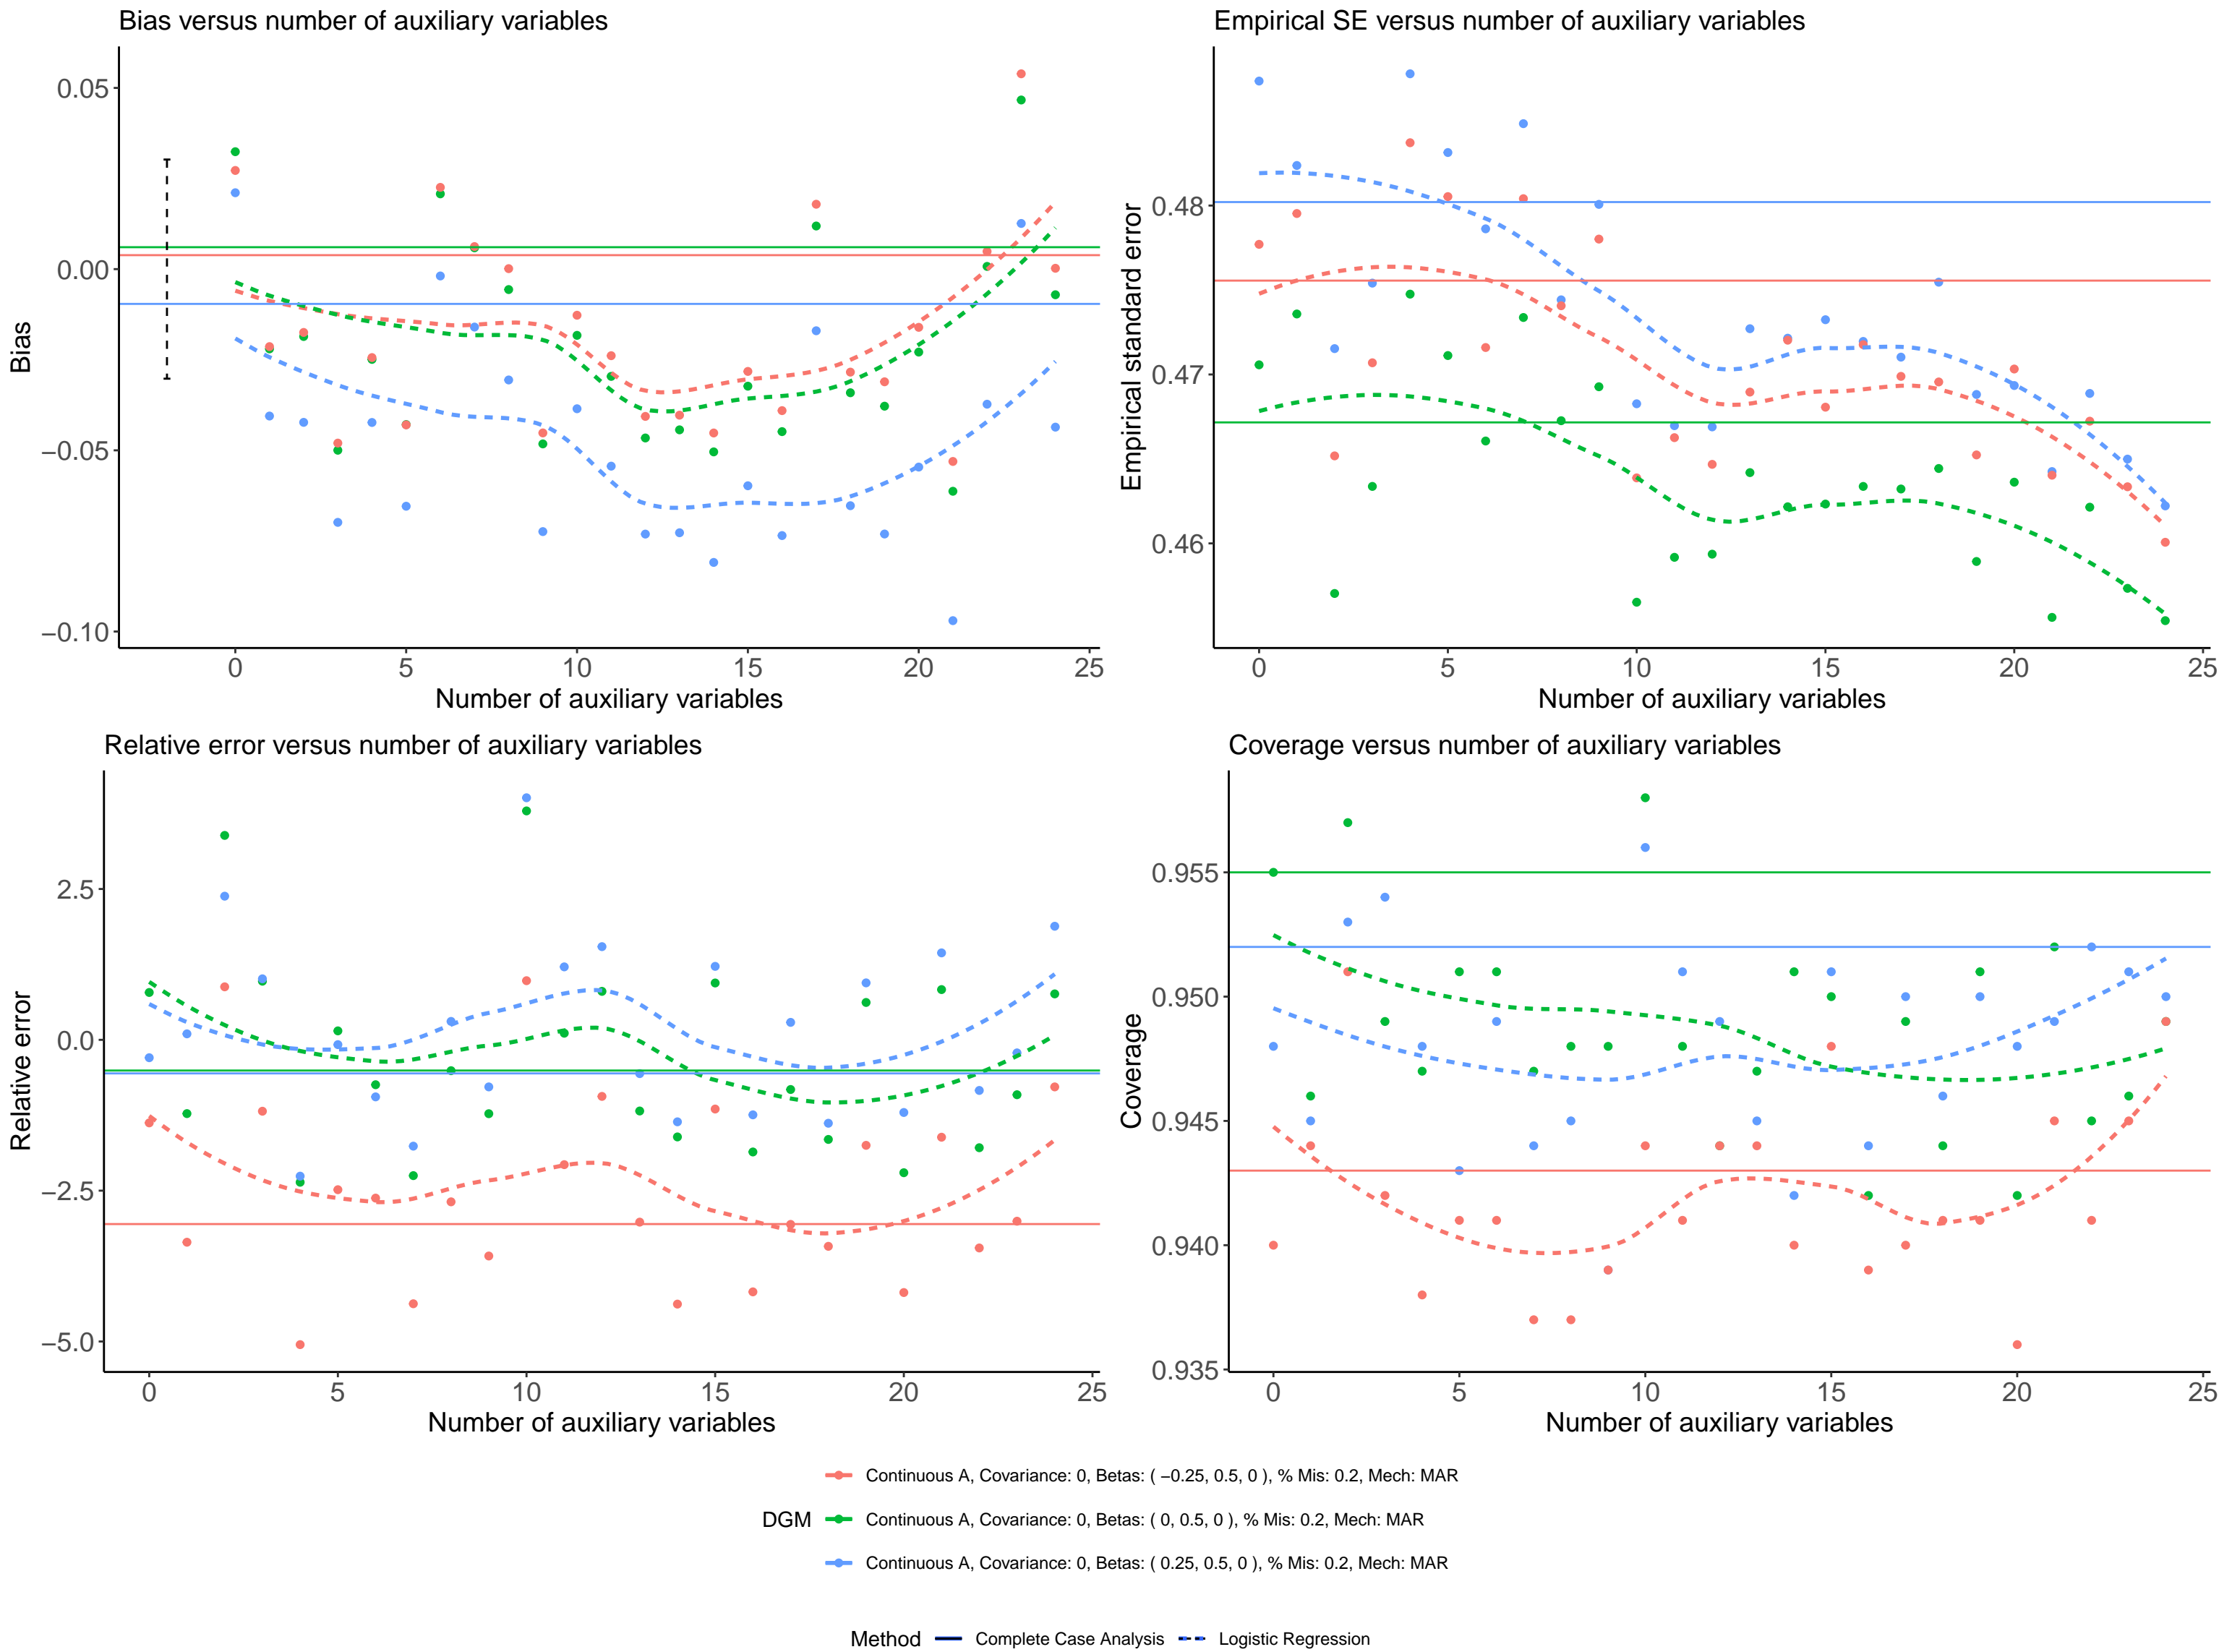 Bias versus number of auxiliary variables
0.05
0.00
−0.05
−0.10
Bias
0 5 10 15 20 25
Number of auxiliary variables
Empirical SE versus number of auxiliary variables
0.48
0.47
0.46
Empirical standard error
0 5 10 15 20 25
Number of auxiliary variables
Relative error versus number of auxiliary variables
2.5
0.0
−2.5
−5.0
Relative error
0 5 10 15 20 25
Number of auxiliary variables
Coverage versus number of auxiliary variables
0.955
0.950
0.945
0.940
0.935
Coverage
0 5 10 15 20 25
Number of auxiliary variables
DGM
Continuous A, Covariance: 0, Betas: ( −0.25, 0.5, 0 ), % Mis: 0.2, Mech: MAR
Continuous A, Covariance: 0, Betas: ( 0, 0.5, 0 ), % Mis: 0.2, Mech: MAR
Continuous A, Covariance: 0, Betas: ( 0.25, 0.5, 0 ), % Mis: 0.2, Mech: MAR
Method Complete Case Analysis Logistic Regression